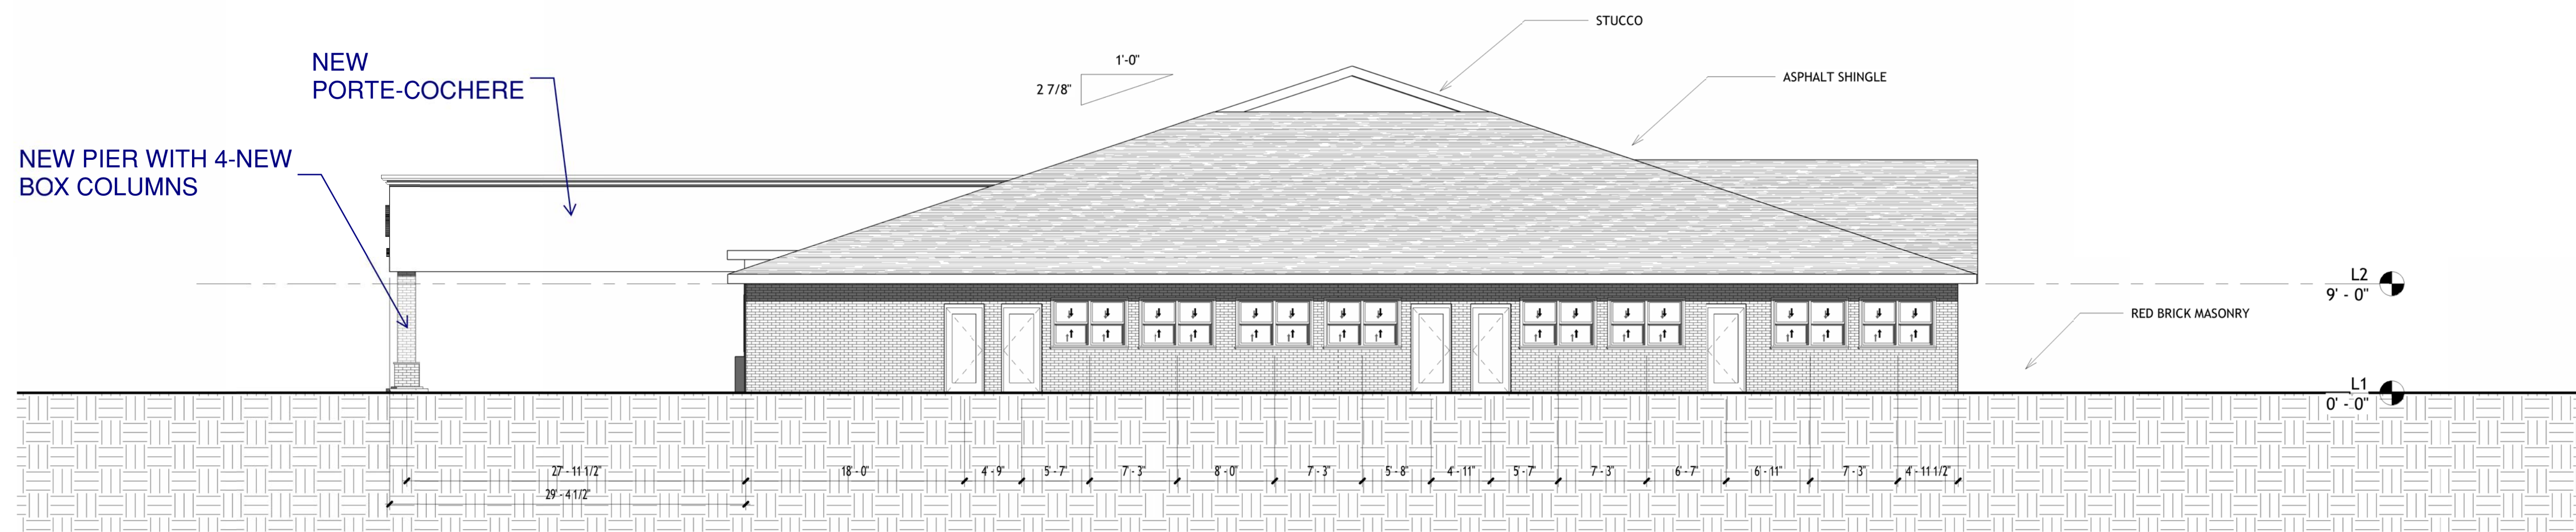 STUCCO
NEW
PORTE-COCHERE
1'-0"
2 7/8"
ASPHALT SHINGLE
NEW PIER WITH 4-NEW
BOX COLUMNS
L2
9' - 0"
RED BRICK MASONRY
L1
0' - 0"
27' - 11 1/2"
18' - 0"
4' - 9"
5' - 7"
7' - 3"
8' - 0"
7' - 3"
5' - 8"
4' - 11"
5' - 7"
7' - 3"
6' - 7"
6' - 11"
7' - 3"
4' - 11 1/2"
29' - 4 1/2"